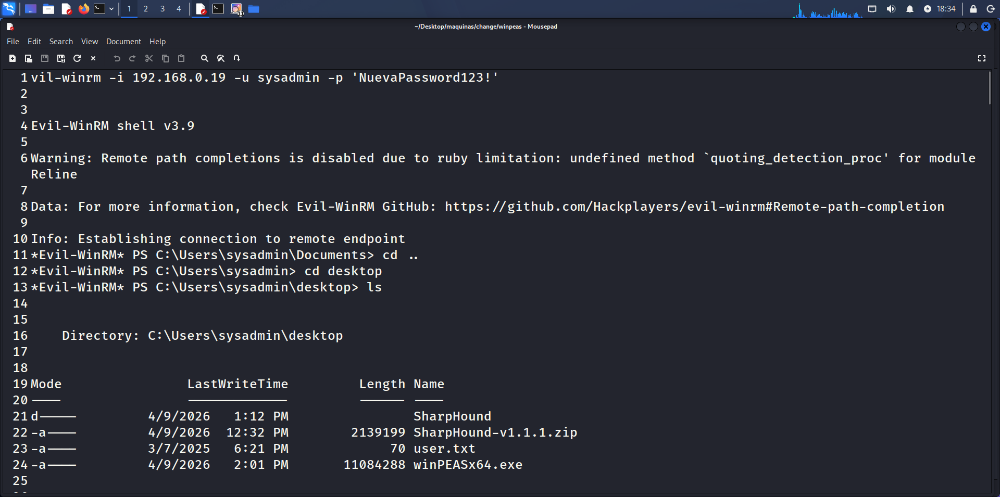 1 2 3 4 18:34
~/Desktop/maquinas/change/winpeas - Mousepad
File Edit Search View Document Help
1 vil-winrm -i 192.168.0.19 -u sysadmin -p 'NuevaPassword123!'
2
3
4 Evil-WinRM shell v3.9
5
6 Warning: Remote path completions is disabled due to ruby limitation: undefined method `quoting_detection_proc' for module
Reline
7
8 Data: For more information, check Evil-WinRM GitHub: https://github.com/Hackplayers/evil-winrm#Remote-path-completion
9
10 Info: Establishing connection to remote endpoint
11 *Evil-WinRM* PS C:\Users\sysadmin\Documents> cd ..
12 *Evil-WinRM* PS C:\Users\sysadmin> cd desktop
13 *Evil-WinRM* PS C:\Users\sysadmin\desktop> ls
14
15
16     Directory: C:\Users\sysadmin\desktop
17
18
19 Mode                LastWriteTime         Length Name
20 ----                -------------         ------ ----
21 d-----         4/9/2026   1:12 PM                SharpHound
22 -a----         4/9/2026  12:32 PM        2139199 SharpHound-v1.1.1.zip
23 -a----         3/7/2025   6:21 PM             70 user.txt
24 -a----         4/9/2026   2:01 PM       11084288 winPEASx64.exe
25